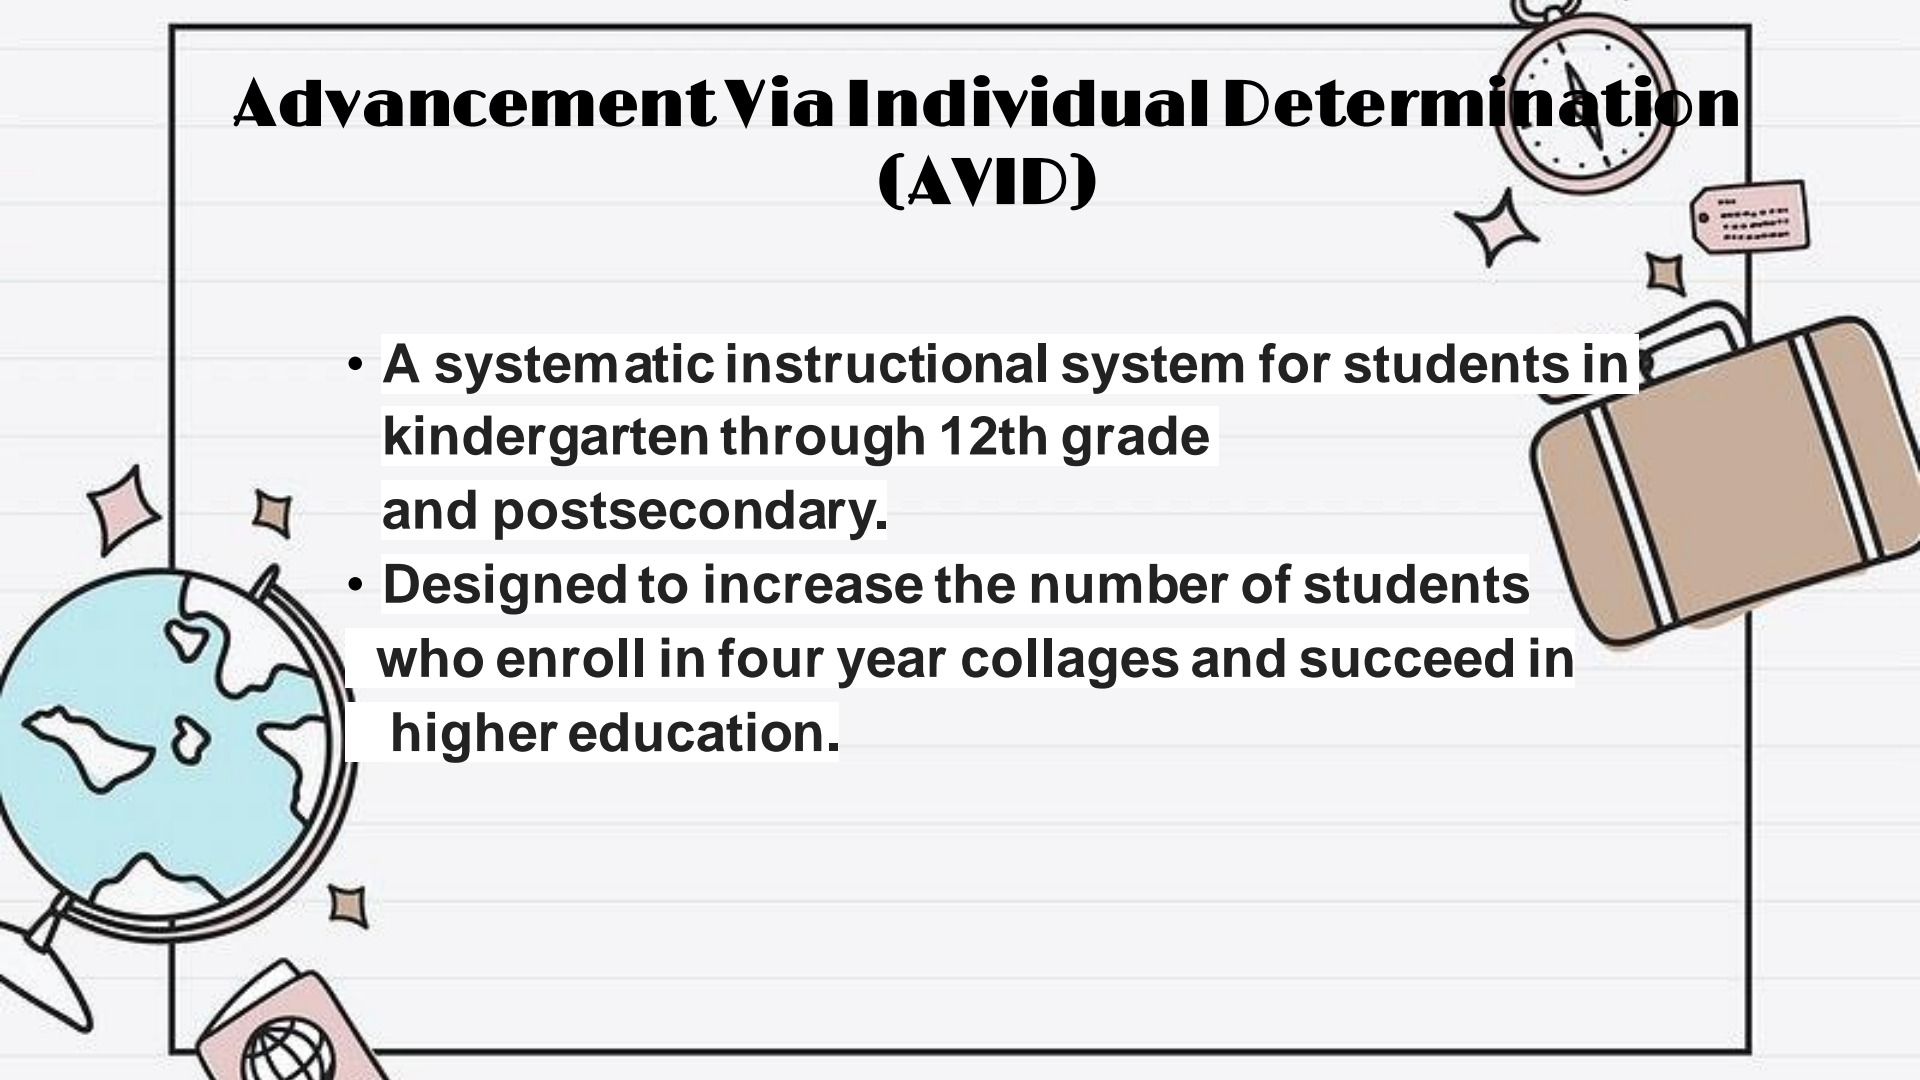 Advancement Via Individual Determination
(AVID)
• A systematic instructional system for students in
kindergarten through 12th grade
and postsecondary.
• Designed to increase the number of students
who enroll in four year collages and succeed in
higher education.